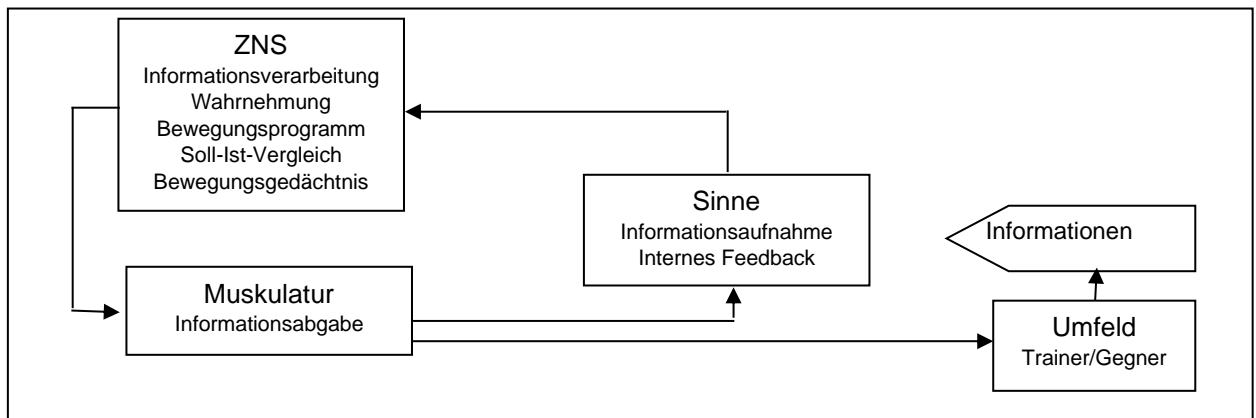 ZNS
Informationsverarbeitung
Wahrnehmung
Bewegungsprogramm
Soll-Ist-Vergleich
Bewegungsgedächtnis
Sinne
Informationsaufnahme
Internes Feedback
Informationen
Muskulatur
Informationsabgabe
Umfeld
Trainer/Gegner